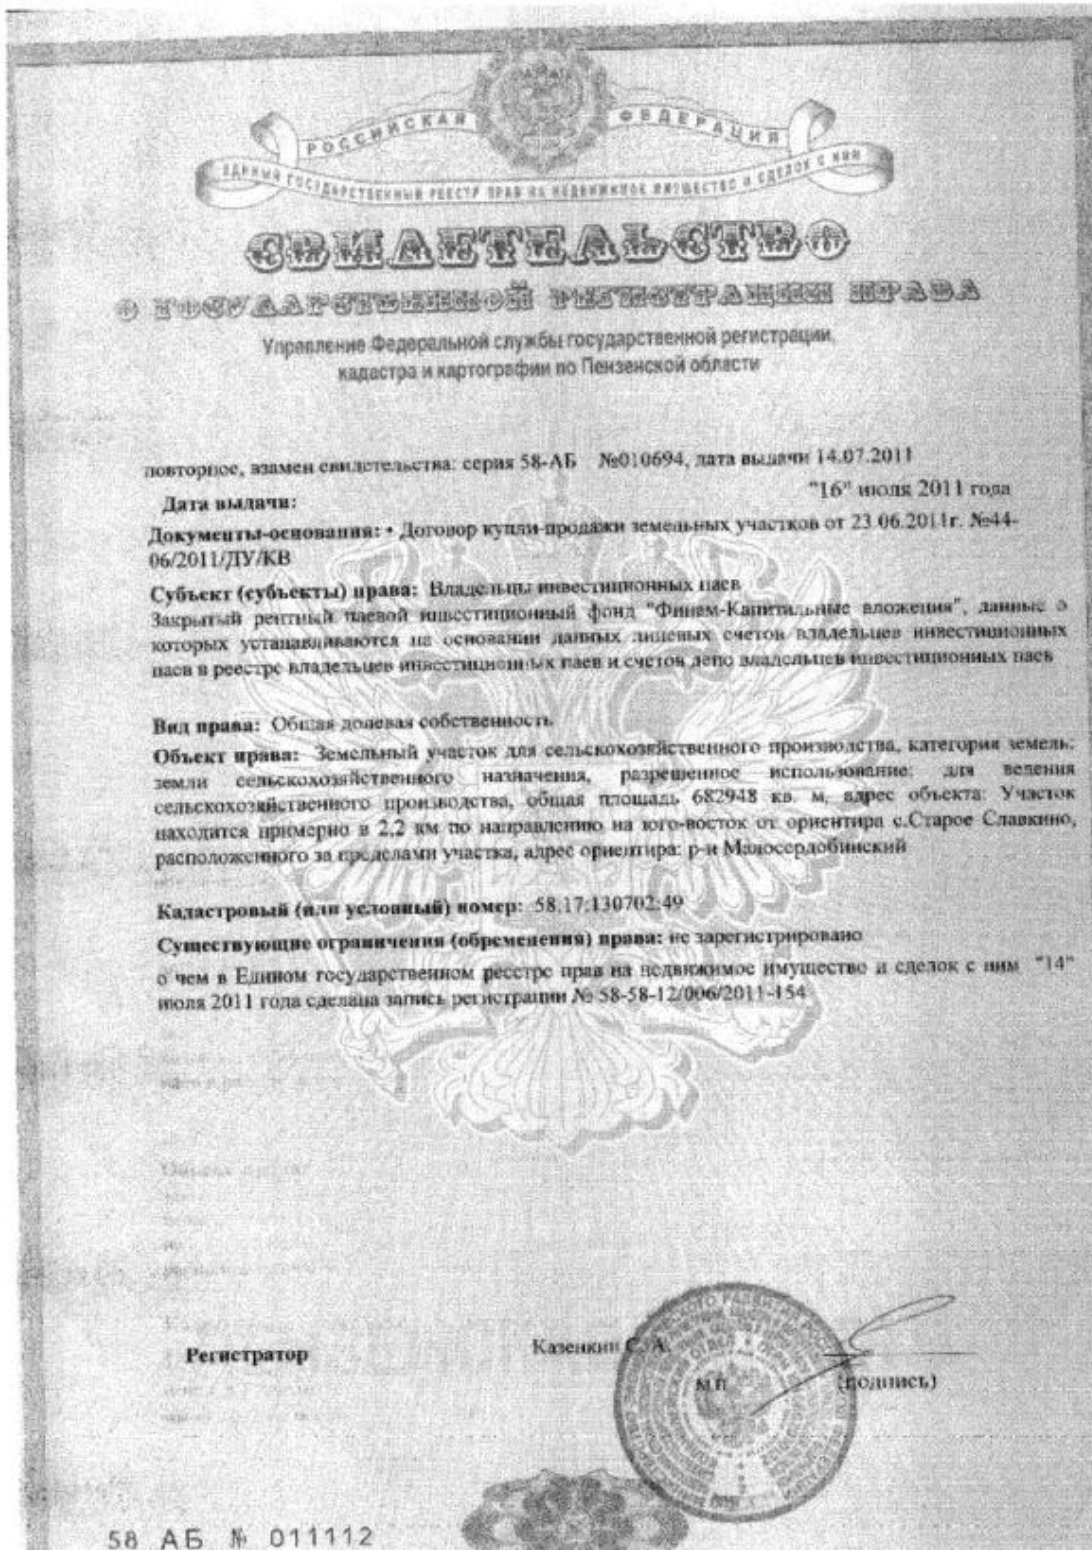 РОССИЙСКАЯ ФЕДЕРАЦИЯ
ЕДИНЫЙ ГОСУДАРСТВЕННЫЙ РЕЕСТР ПРАВ НА НЕДВИЖИМОЕ ИМУЩЕСТВО И СДЕЛОК С НИМ
СВИДЕТЕЛЬСТВО
О ГОСУДАРСТВЕННОЙ РЕГИСТРАЦИИ ПРАВА
Управление Федеральной службы государственной регистрации,
кадастра и картографии по Пензенской области
повторное, взамен свидетельства: серия 58-АБ №010694, дата выдачи 14.07.2011
Дата выдачи: "16" июля 2011 года
Документы-основания: • Договор купли-продажи земельных участков от 23.06.2011г. №44-
06/2011/ДУ/КВ
Субъект (субъекты) права: Владельцы инвестиционных паев
Закрытый рентный паевой инвестиционный фонд "Финам-Капитальные вложения", данные о
которых устанавливаются на основании данных лицевых счетов владельцев инвестиционных
паев в реестре владельцев инвестиционных паев и счетов депо владельцев инвестиционных паев
Вид права: Общая долевая собственность
Объект права: Земельный участок для сельскохозяйственного производства, категория земель:
земли сельскохозяйственного назначения, разрешенное использование: для ведения
сельскохозяйственного производства, общая площадь 682948 кв. м, адрес объекта: Участок
находится примерно в 2,2 км по направлению на юго-восток от ориентира с.Старое Славкино,
расположенного за пределами участка, адрес ориентира: р-н Малосердобинский
Кадастровый (или условный) номер: 58:17:130702:49
Существующие ограничения (обременения) права: не зарегистрировано
о чем в Едином государственном реестре прав на недвижимое имущество и сделок с ним "14"
июля 2011 года сделана запись регистрации № 58-58-12/006/2011-154
Регистратор Казенкин С. А.
М.П. (подпись)
58 АБ № 011112